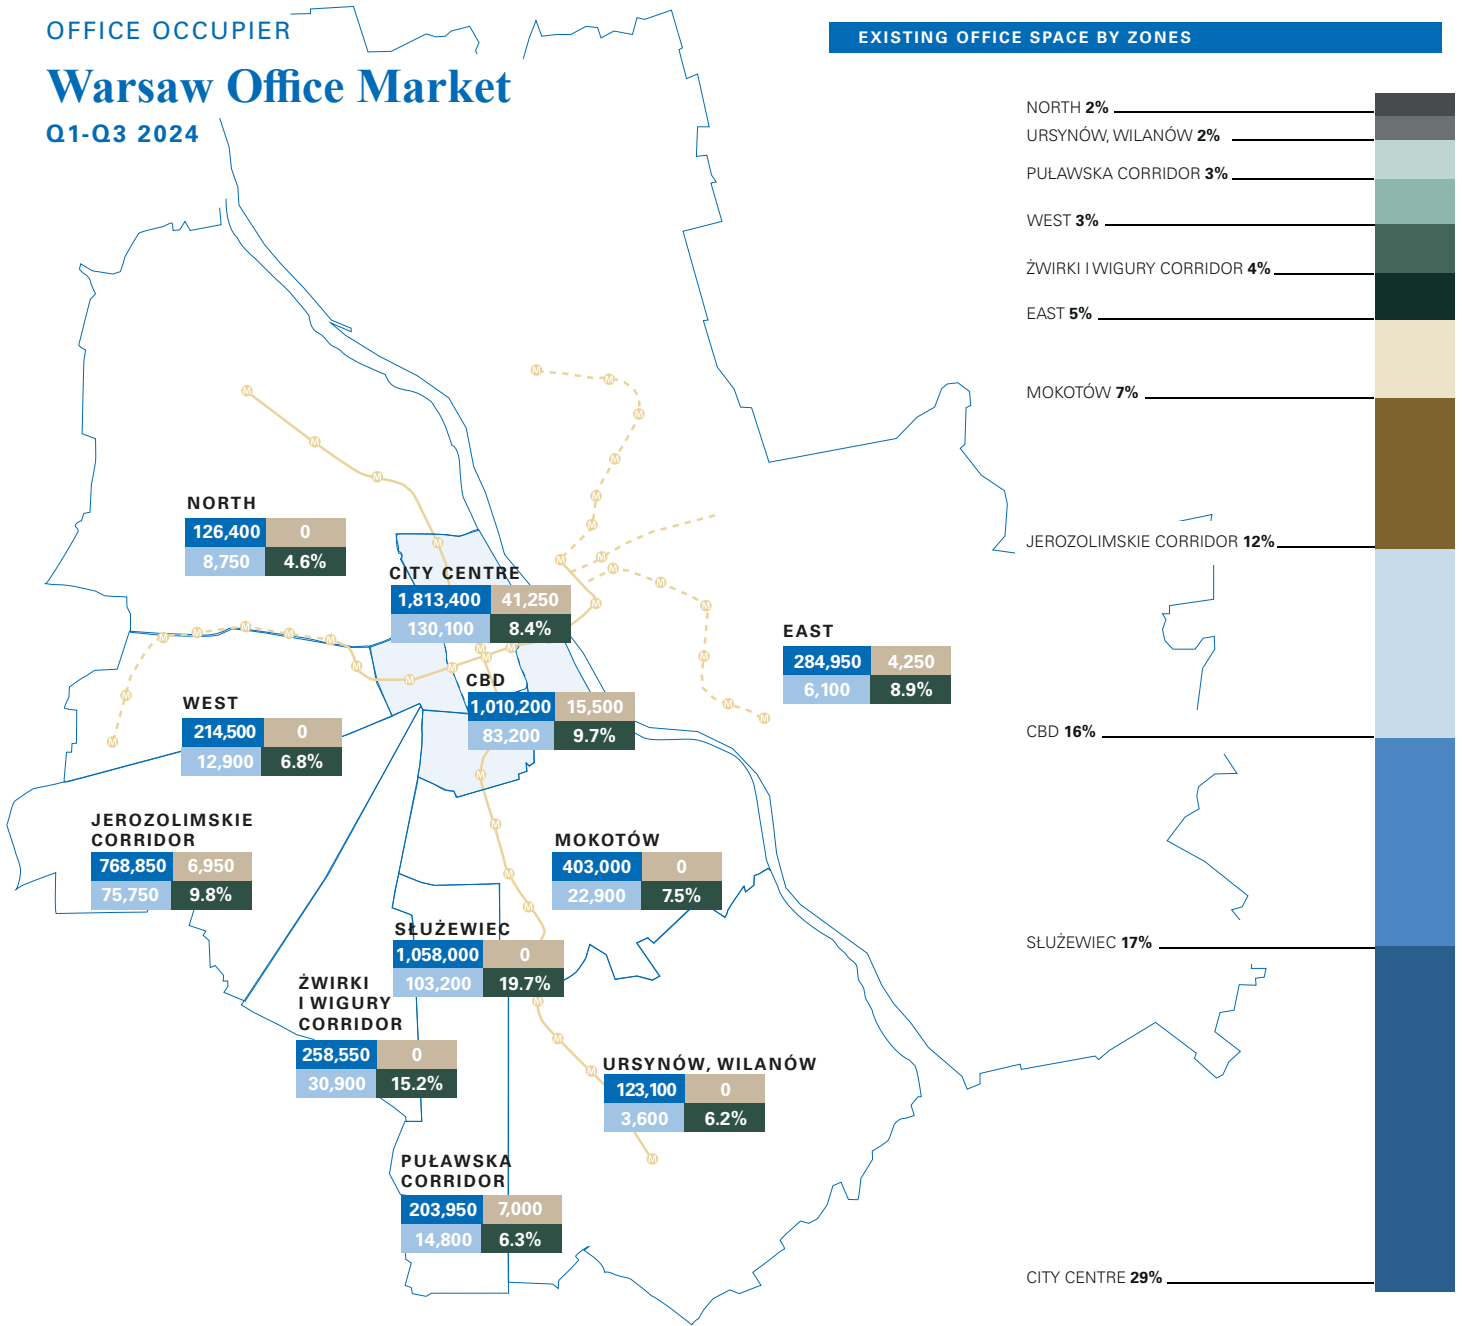 OFFICE OCCUPIER
Warsaw Office Market
Q1-Q3 2024
EXISTING OFFICE SPACE BY ZONES
NORTH 2%
URSYNÓW, WILANÓW 2%
PUŁAWSKA CORRIDOR 3%
WEST 3%
ŻWIRKI I WIGURY CORRIDOR 4%
EAST 5%
MOKOTÓW 7%
JEROZOLIMSKIE CORRIDOR 12%
CBD 16%
SŁUŻEWIEC 17%
CITY CENTRE 29%
NORTH
126,400 0
8,750 4.6%
CITY CENTRE
1,813,400 41,250
130,100 8.4%
EAST
284,950 4,250
6,100 8.9%
CBD
1,010,200 15,500
83,200 9.7%
WEST
214,500 0
12,900 6.8%
JEROZOLIMSKIE
CORRIDOR
768,850 6,950
75,750 9.8%
MOKOTÓW
403,000 0
22,900 7.5%
SŁUŻEWIEC
1,058,000 0
103,200 19.7%
ŻWIRKI
I WIGURY
CORRIDOR
258,550 0
30,900 15.2%
URSYNÓW, WILANÓW
123,100 0
3,600 6.2%
PUŁAWSKA
CORRIDOR
203,950 7,000
14,800 6.3%